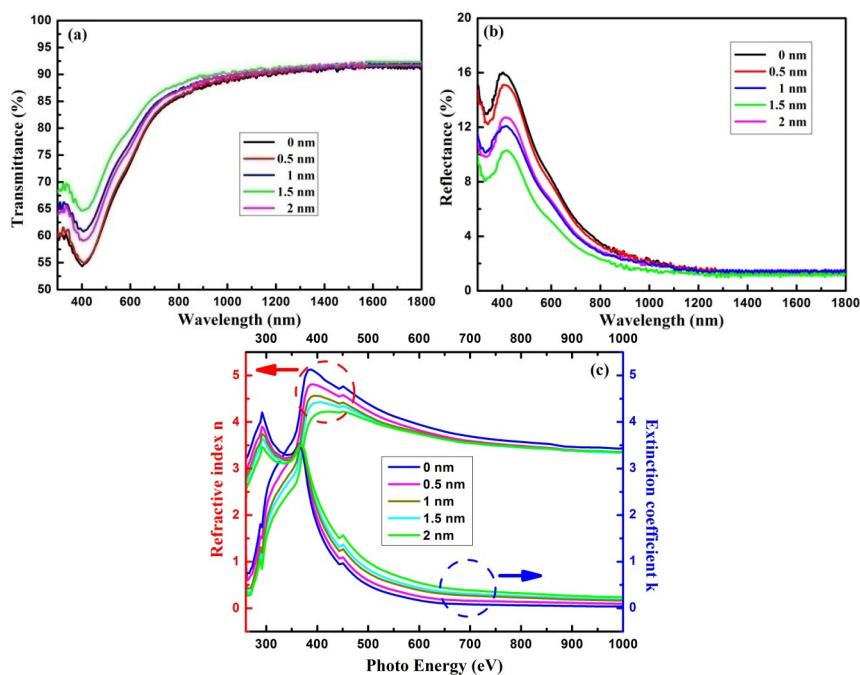 (a)
100
95
90
85
80
75
70
65
60
55
50
Transmittance (%)
0 nm
0.5 nm
1 nm
1.5 nm
2 nm
400 600 800 1000 1200 1400 1600 1800
Wavelength (nm)
(b)
20
16
12
8
4
0
Reflectance (%)
0 nm
0.5 nm
1 nm
1.5 nm
2 nm
400 600 800 1000 1200 1400 1600 1800
Wavelength (nm)
300 400 500 600 700 800 900 1000
(c)
5
4
3
2
1
0
Refractive index n
0 nm
0.5 nm
1 nm
1.5 nm
2 nm
5
4
3
2
1
0
Extinction coefficient k
300 400 500 600 700 800 900 1000
Photo Energy (eV)